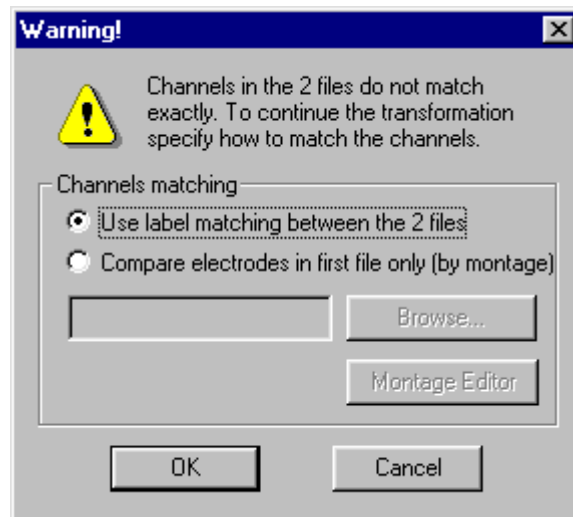 Warning!
Channels in the 2 files do not match
exactly. To continue the transformation
specify how to match the channels.
Channels matching
Use label matching between the 2 files
Compare electrodes in first file only (by montage)
Browse...
Montage Editor
OK
Cancel